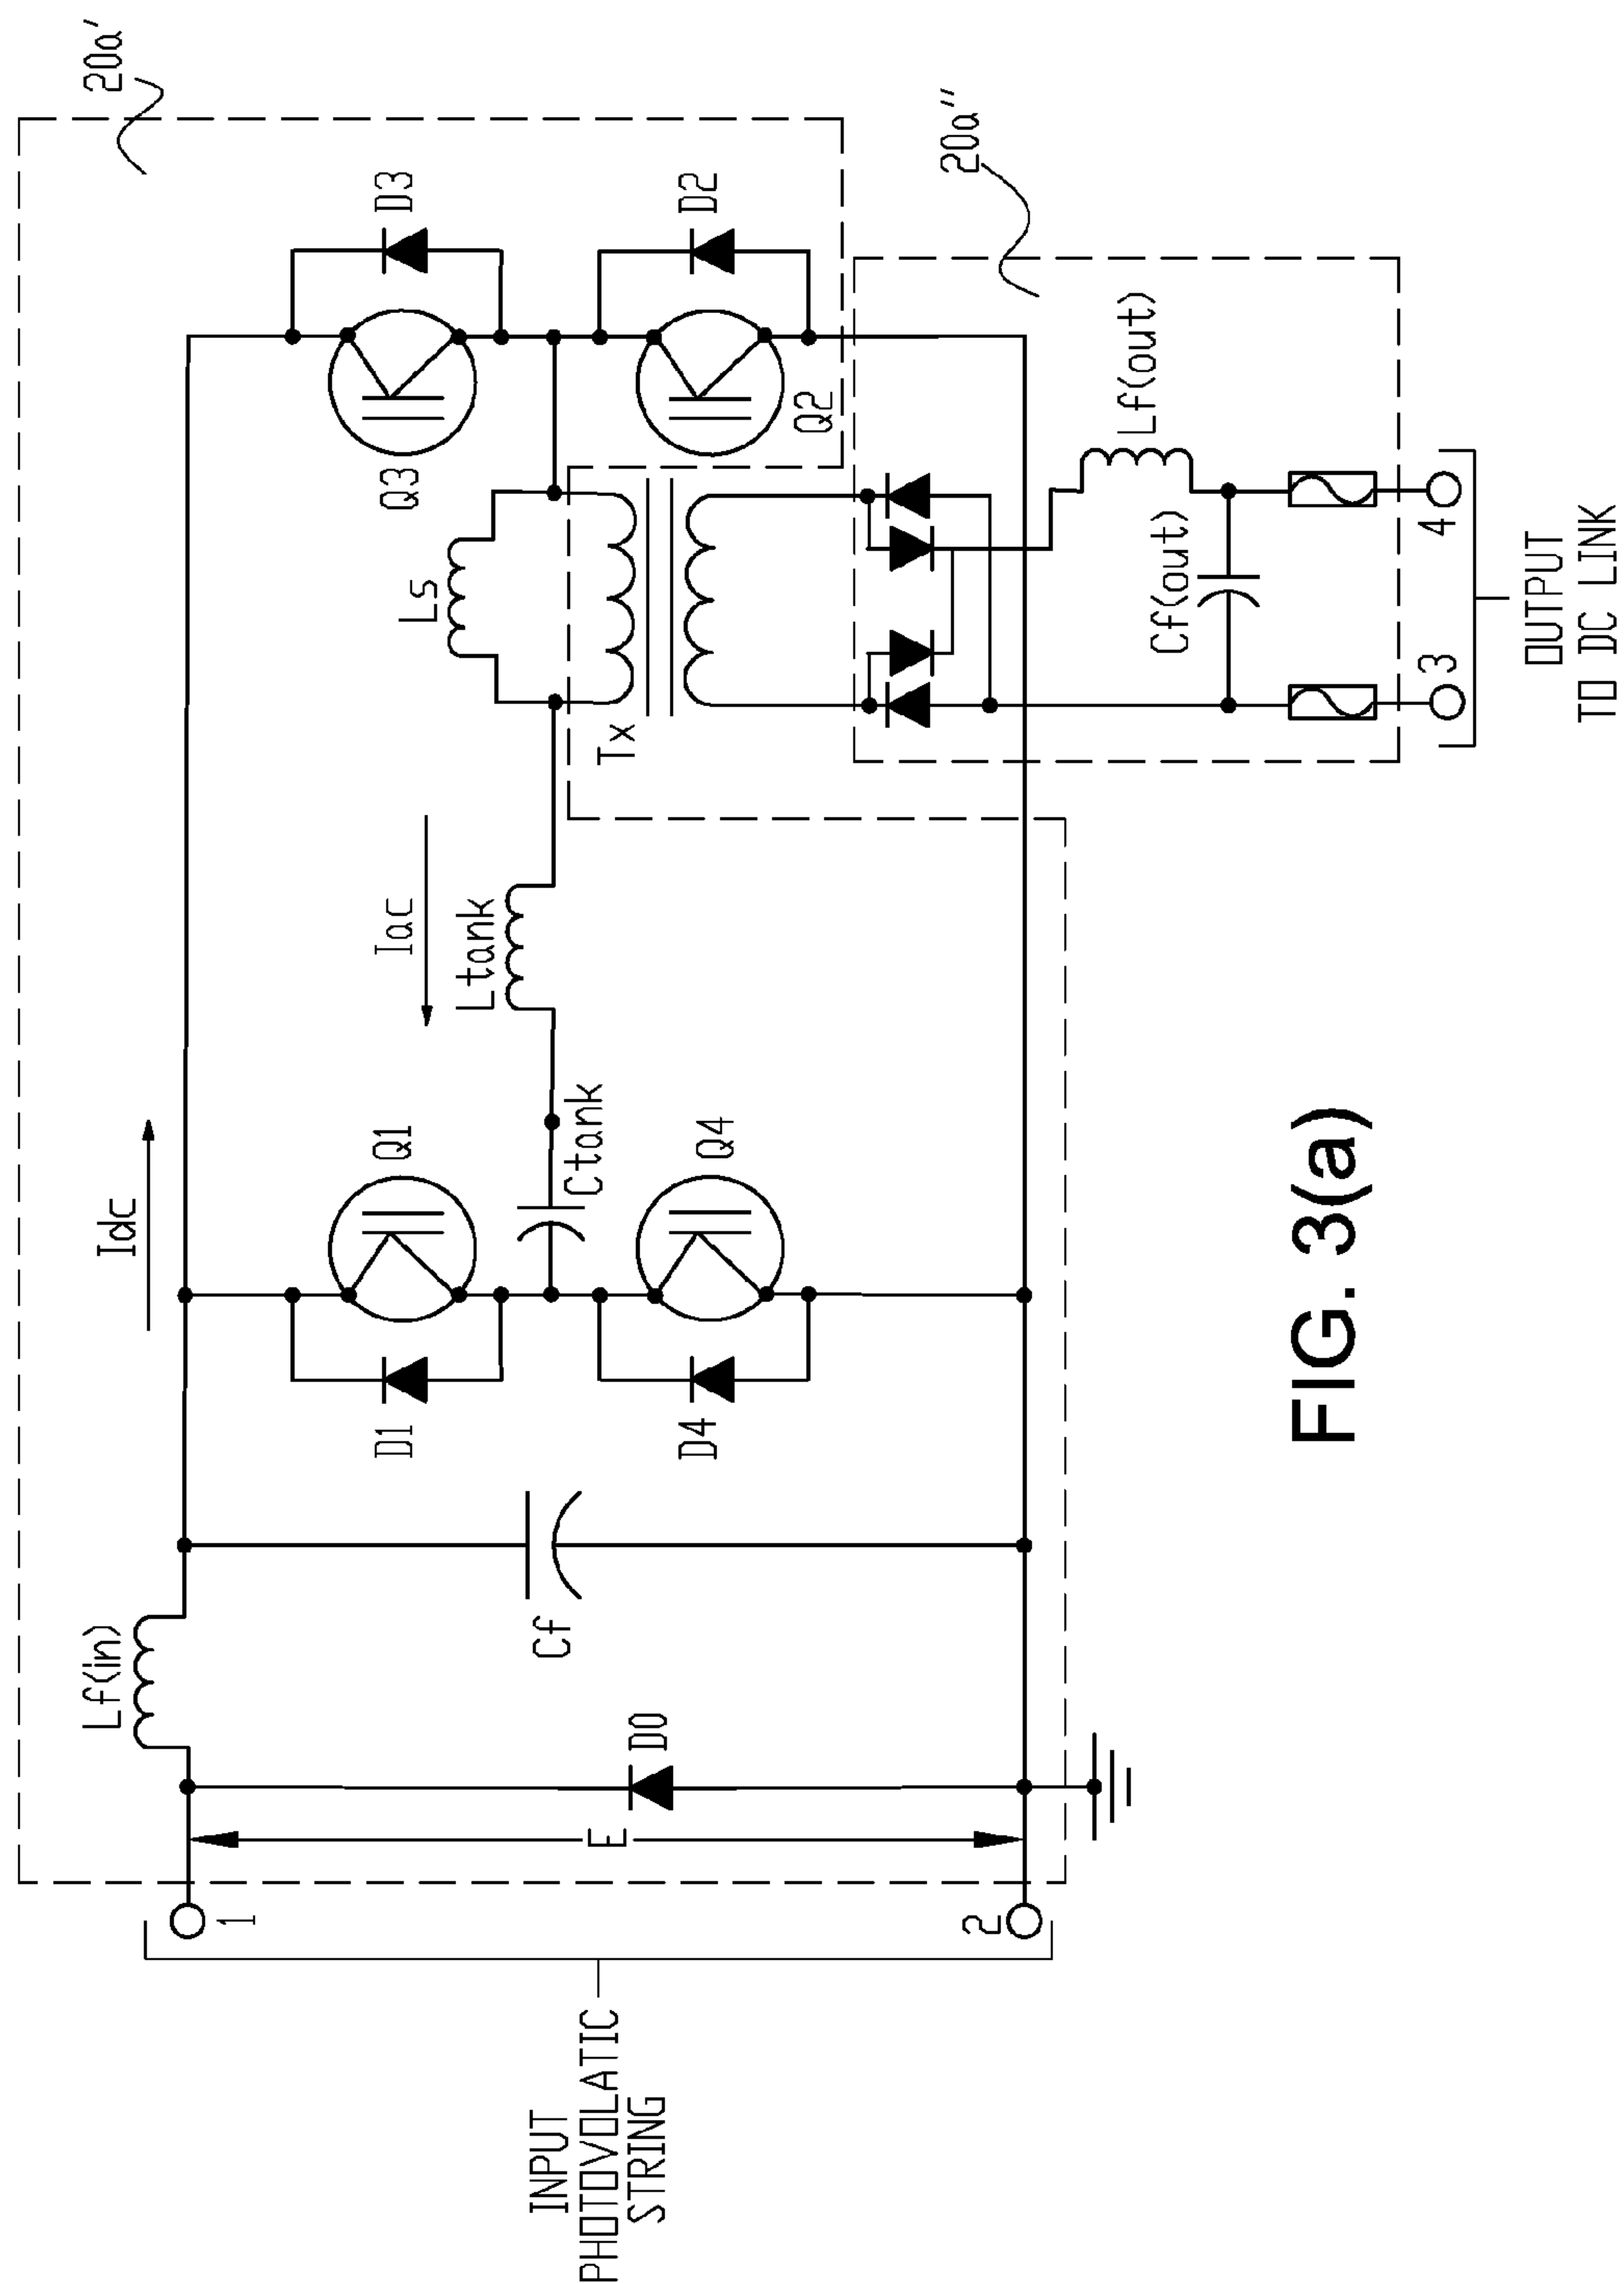 20a'
Idc
Lf(in)
D3
Q3
Iac
Ls
Q1
D1
Ltank
Cf
Ctank
Tx
D2
Q2
Q4
D4
D0
E
1
2
INPUT
PHOTOVOLATIC
STRING
20a"
Lf(out)
Cf(out)
3
4
OUTPUT
TO DC LINK
FIG. 3(a)